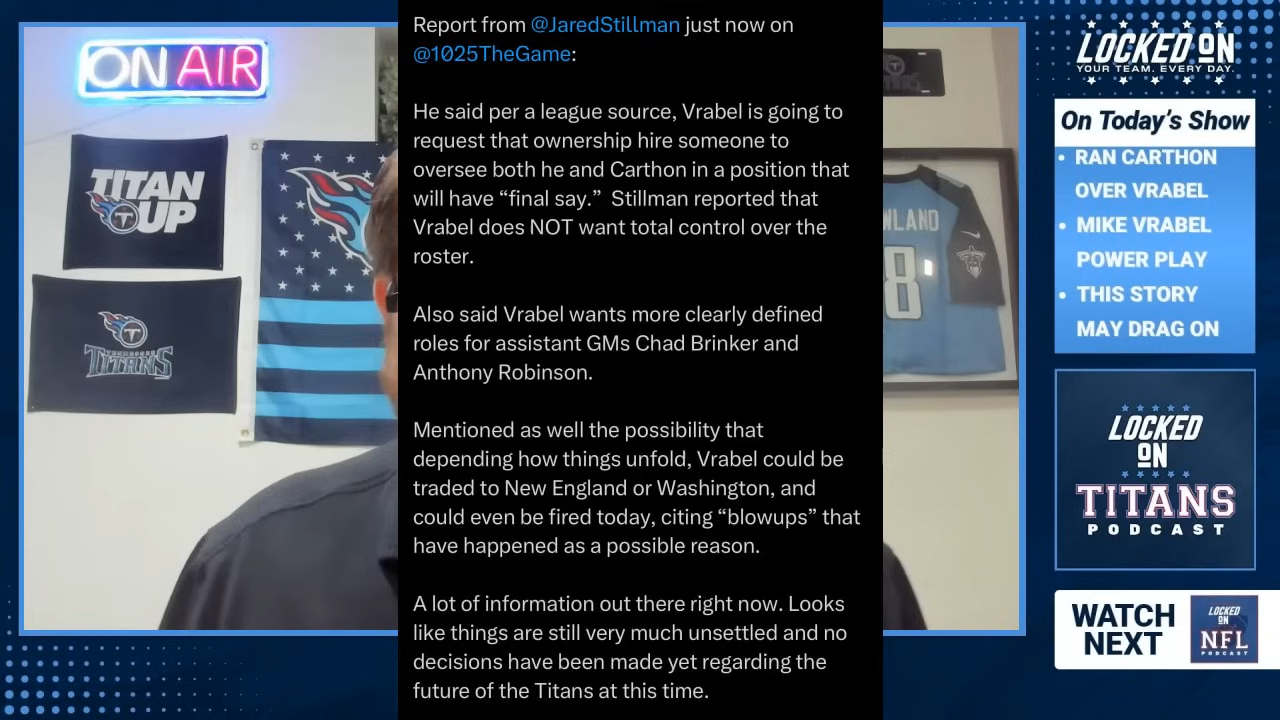 ON AIR
TITAN
UP
T
T
TENNESSEE
TITANS
Report from @JaredStillman just now on
@1025TheGame:
He said per a league source, Vrabel is going to
request that ownership hire someone to
oversee both he and Carthon in a position that
will have “final say.” Stillman reported that
Vrabel does NOT want total control over the
roster.
Also said Vrabel wants more clearly defined
roles for assistant GMs Chad Brinker and
Anthony Robinson.
Mentioned as well the possibility that
depending how things unfold, Vrabel could be
traded to New England or Washington, and
could even be fired today, citing “blowups” that
have happened as a possible reason.
A lot of information out there right now. Looks
like things are still very much unsettled and no
decisions have been made yet regarding the
future of the Titans at this time.
WLAND
8
LOCKED ON
YOUR TEAM. EVERY DAY.
On Today's Show
• RAN CARTHON
OVER VRABEL
• MIKE VRABEL
POWER PLAY
• THIS STORY
MAY DRAG ON
LOCKED
ON
TITANS
PODCAST
WATCH
NEXT
LOCKED
ON
NFL
PODCAST